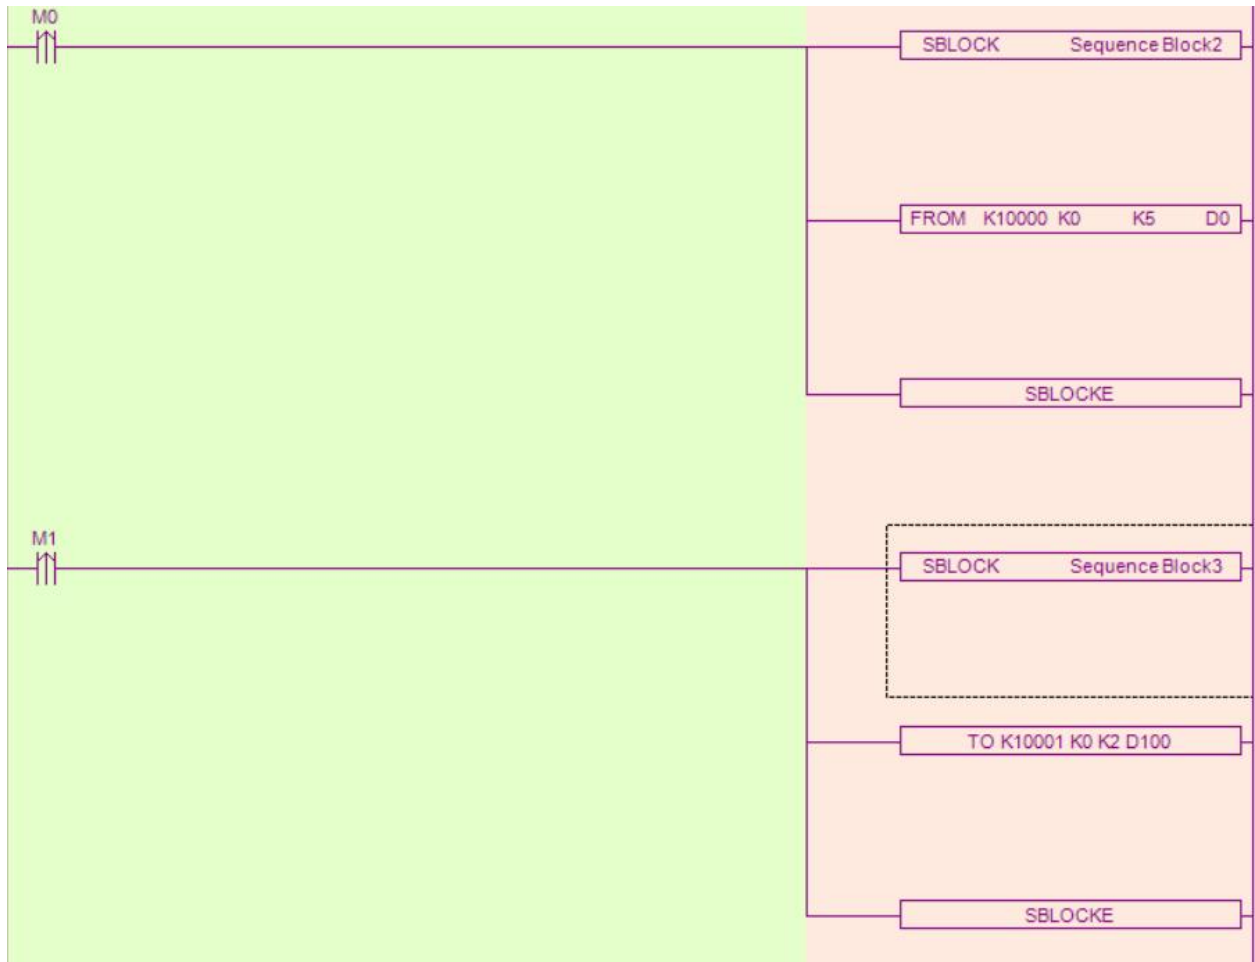 M0
SBLOCK Sequence Block2
FROM K10000 K0 K5 D0
SBLOCKE
M1
SBLOCK Sequence Block3
TO K10001 K0 K2 D100
SBLOCKE